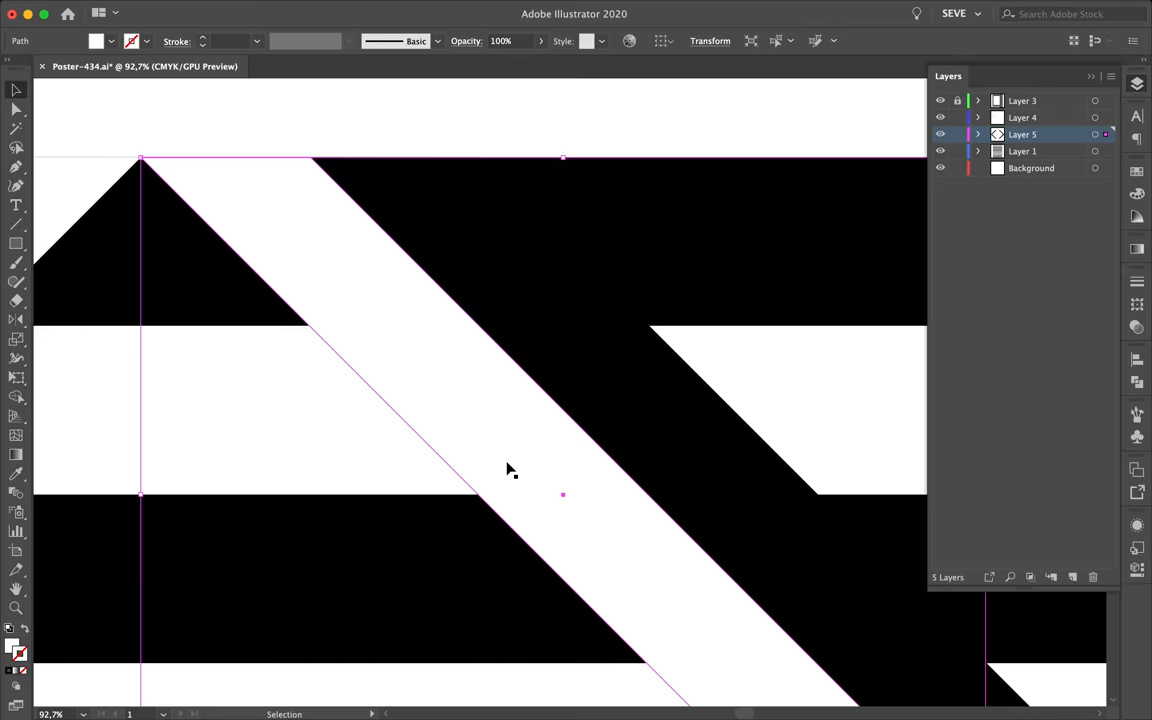 Adobe Illustrator 2020
SEVE
Search Adobe Stock
Path
Stroke:
Basic
Opacity:
100%
Style:
Transform
Poster-434.ai* @ 92,7% (CMYK/GPU Preview)
Layers
Layer 3
Layer 4
Layer 5
Layer 1
Background
5 Layers
92,7%
1
Selection